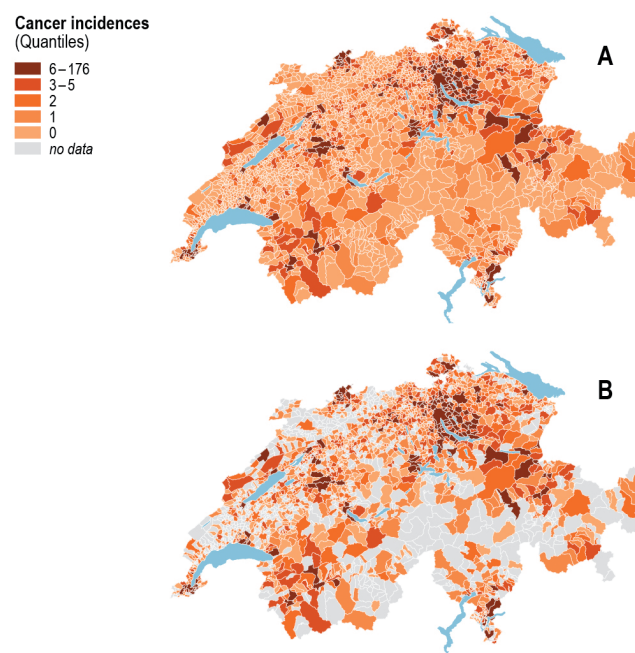 Cancer incidences
(Quantiles)
6–176
3–5
2
1
0
no data
A
B